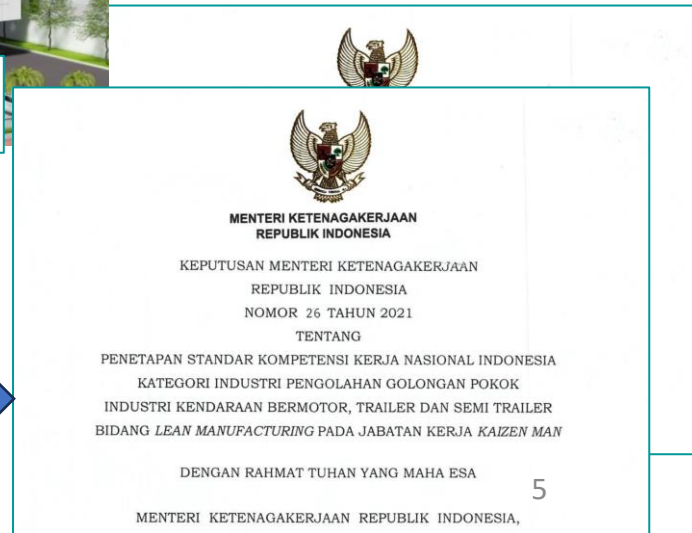 MENTERI KETENAGAKERJAAN
REPUBLIK INDONESIA
KEPUTUSAN MENTERI KETENAGAKERJAAN
REPUBLIK INDONESIA
NOMOR 26 TAHUN 2021
TENTANG
PENETAPAN STANDAR KOMPETENSI KERJA NASIONAL INDONESIA
KATEGORI INDUSTRI PENGOLAHAN GOLONGAN POKOK
INDUSTRI KENDARAAN BERMOTOR, TRAILER DAN SEMI TRAILER
BIDANG LEAN MANUFACTURING PADA JABATAN KERJA KAIZEN MAN
DENGAN RAHMAT TUHAN YANG MAHA ESA
5
MENTERI KETENAGAKERJAAN REPUBLIK INDONESIA,